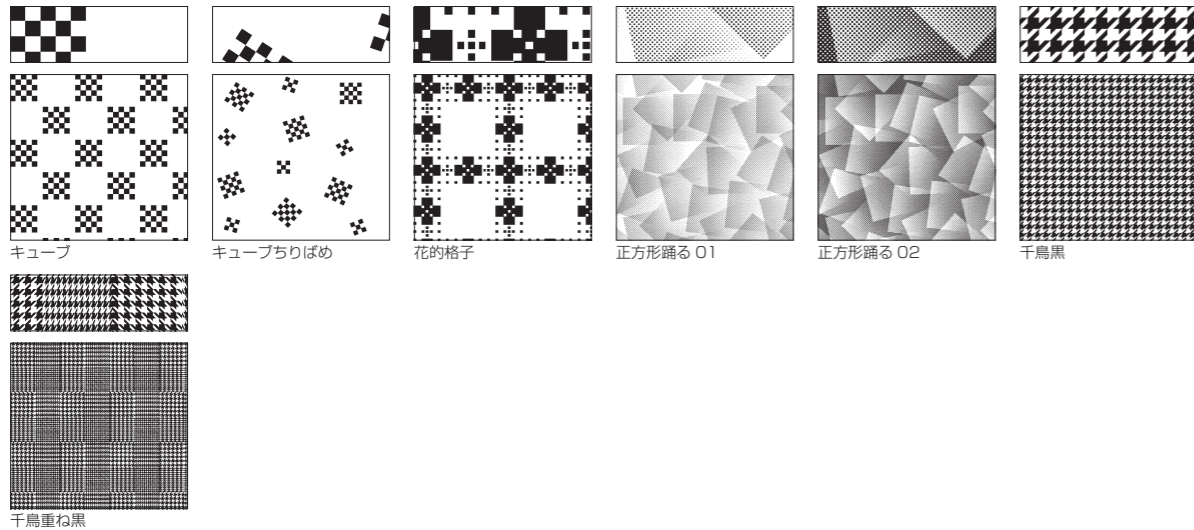 キューブ
キューブちりばめ
花的格子
正方形踊る 01
正方形踊る 02
千鳥黒
千鳥重ね黒